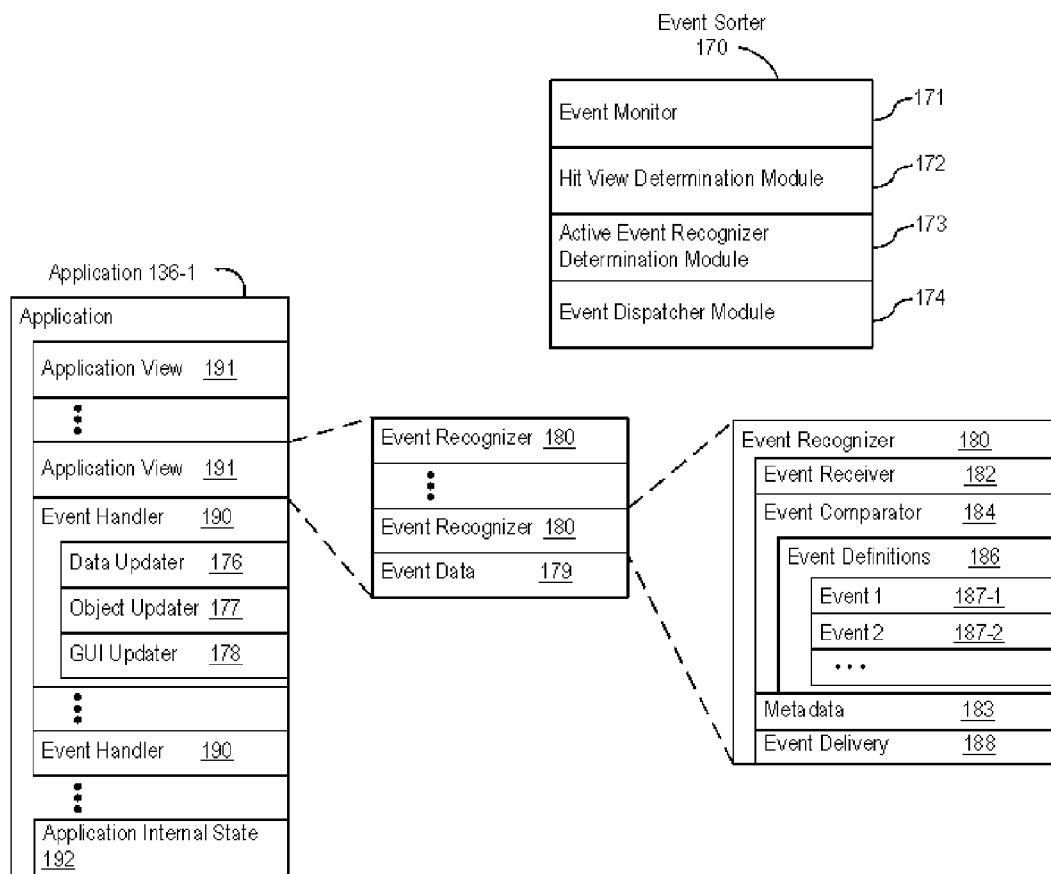 Event Sorter
170
Event Monitor
171
Hit View Determination Module
172
Active Event Recognizer
Determination Module
173
Event Dispatcher Module
174
Application 136-1
Application
Application View 191
Application View 191
Event Handler 190
Data Updater 176
Object Updater 177
GUI Updater 178
Event Handler 190
Application Internal State
192
Event Recognizer 180
Event Recognizer 180
Event Data 179
Event Recognizer 180
Event Receiver 182
Event Comparator 184
Event Definitions 186
Event 1 187-1
Event 2 187-2
• • •
Metadata 183
Event Delivery 188